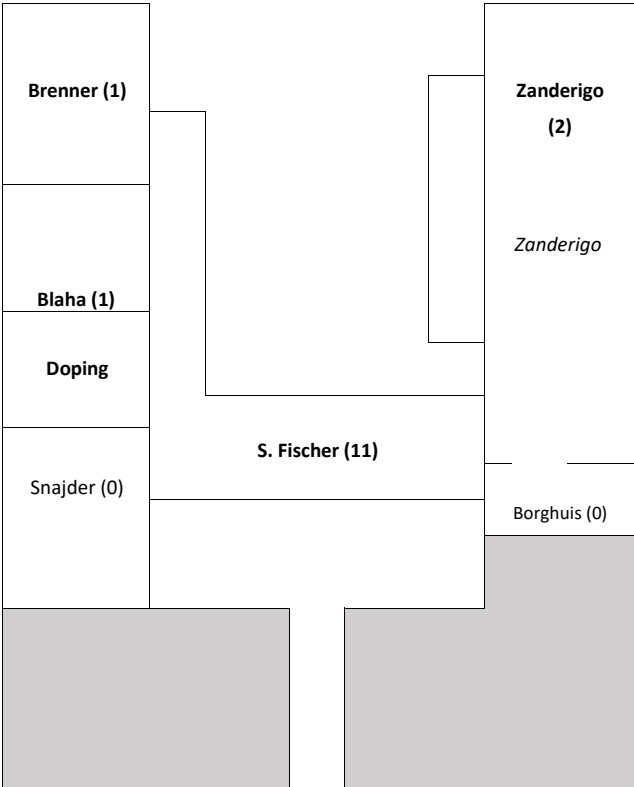 Brenner (1)
Zanderigo
(2)
Zanderigo
Blaha (1)
Doping
S. Fischer (11)
Snajder (0)
Borghuis (0)